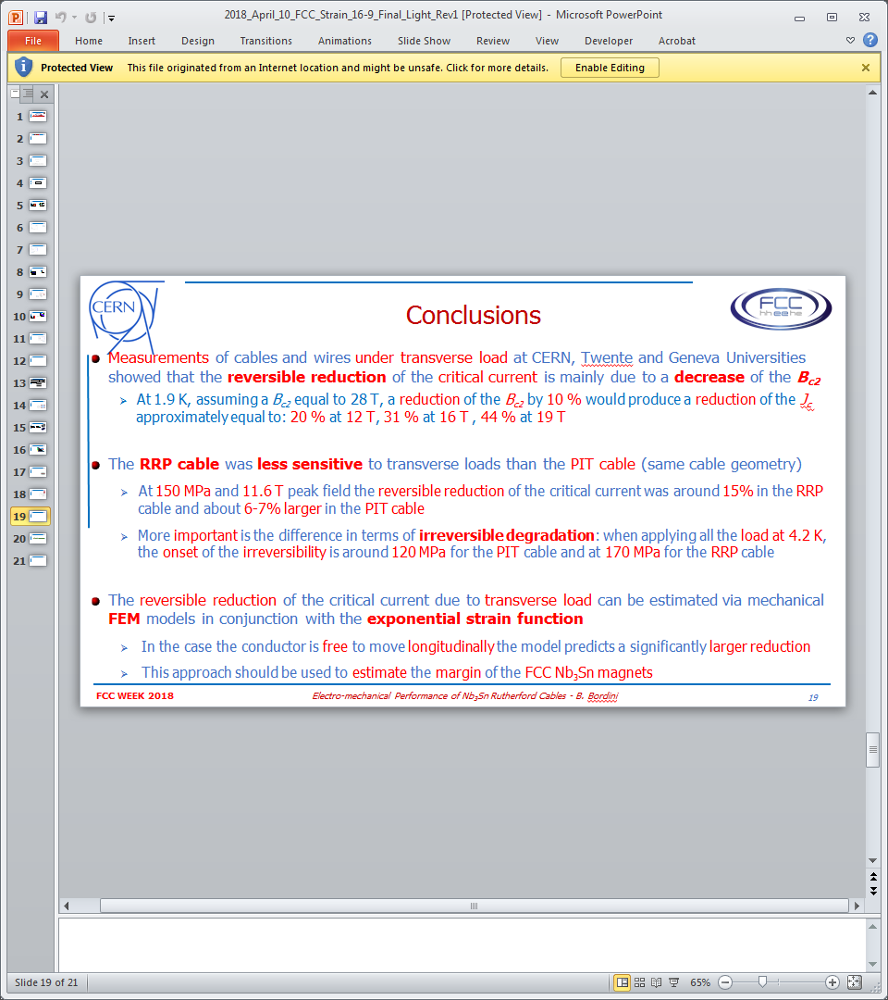 2018_April_10_FCC_Strain_16-9_Final_Light_Rev1 [Protected View] - Microsoft PowerPoint
File Home Insert Design Transitions Animations Slide Show Review View Developer Acrobat
Protected View This file originated from an Internet location and might be unsafe. Click for more details. Enable Editing
1
2
3
4
5
6
7
8
9
10
11
12
13
14
15
16
17
18
19
20
21
CERN
Conclusions
FCC
hh ee he
Measurements of cables and wires under transverse load at CERN, Twente and Geneva Universities
showed that the reversible reduction of the critical current is mainly due to a decrease of the Bc2
At 1.9 K, assuming a Bc2 equal to 28 T, a reduction of the Bc2 by 10 % would produce a reduction of the Jc
approximately equal to: 20 % at 12 T, 31 % at 16 T , 44 % at 19 T
The RRP cable was less sensitive to transverse loads than the PIT cable (same cable geometry)
At 150 MPa and 11.6 T peak field the reversible reduction of the critical current was around 15% in the RRP
cable and about 6-7% larger in the PIT cable
More important is the difference in terms of irreversible degradation: when applying all the load at 4.2 K,
the onset of the irreversibility is around 120 MPa for the PIT cable and at 170 MPa for the RRP cable
The reversible reduction of the critical current due to transverse load can be estimated via mechanical
FEM models in conjunction with the exponential strain function
In the case the conductor is free to move longitudinally the model predicts a significantly larger reduction
This approach should be used to estimate the margin of the FCC Nb3Sn magnets
FCC WEEK 2018 Electro-mechanical Performance of Nb3Sn Rutherford Cables - B. Bordini 19
Slide 19 of 21 65%